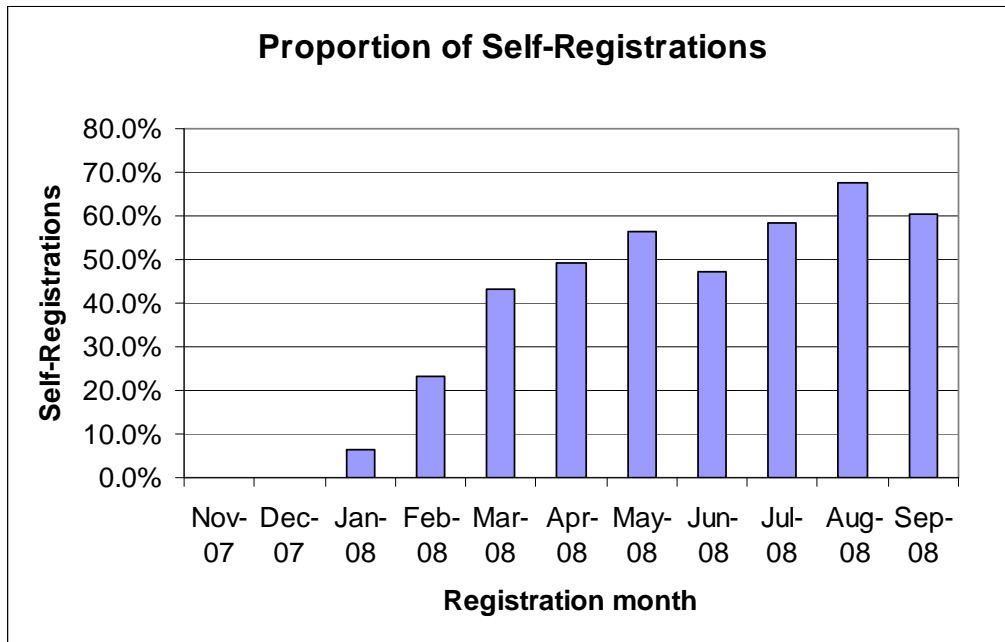 Proportion of Self-Registrations
80.0%
70.0%
60.0%
50.0%
40.0%
30.0%
20.0%
10.0%
0.0%
Self-Registrations
Nov- Dec- Jan- Feb- Mar- Apr- May- Jun- Jul- Aug- Sep-
07 07 08 08 08 08 08 08 08 08 08
Registration month